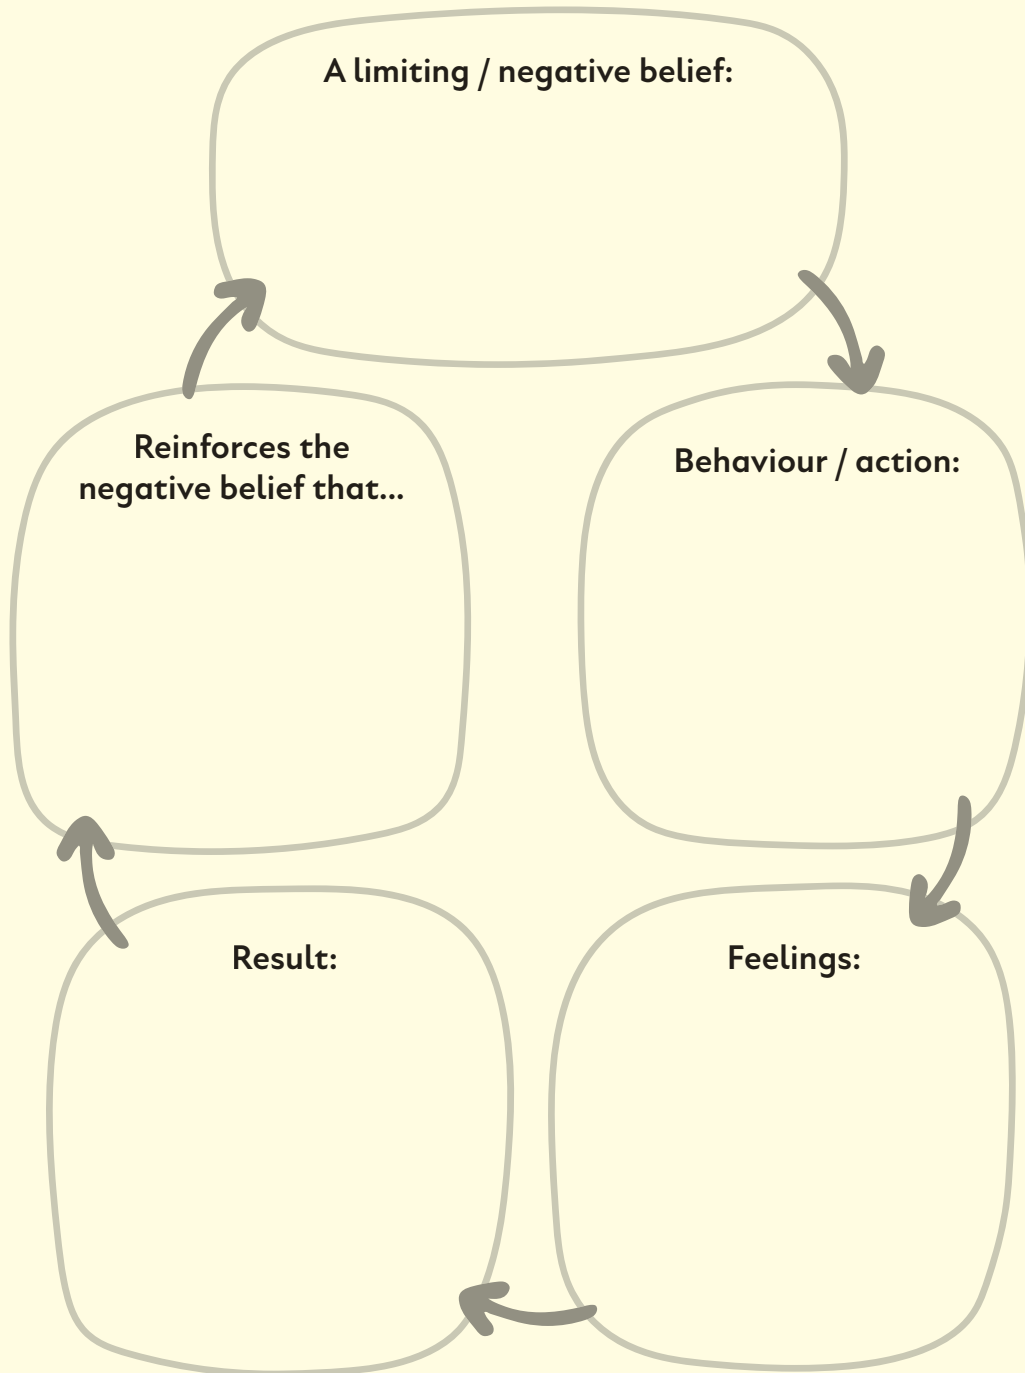 A limiting / negative belief:
Behaviour / action:
Feelings:
Result:
Reinforces the
negative belief that...